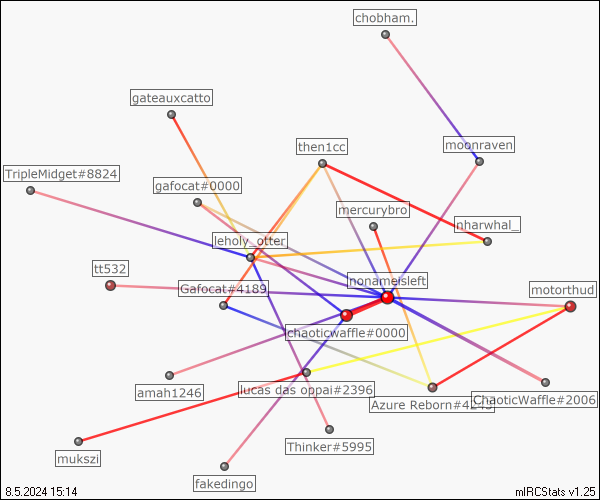 chobham.
gateauxcatto
then1cc
moonraven
TripleMidget#8824
gafocat#0000
mercurybro
nharwhal_
leholy_otter
tt532
nonameisleft
Gafocat#4189
motorthud
chaoticwaffle#0000
amah1246
lucas das oppai#2396
Azure Reborn#4243
ChaoticWaffle#2006
Thinker#5995
mukszi
fakedingo
8.5.2024 15:14
mIRCStats v1.25